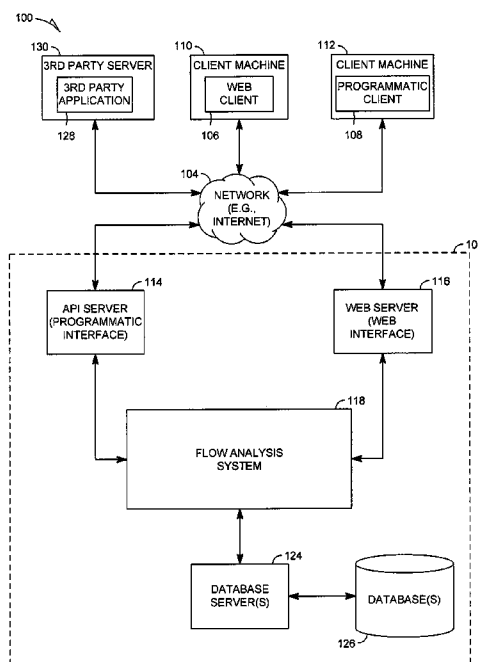 100
130
3RD PARTY SERVER
3RD PARTY
APPLICATION
128
110
CLIENT MACHINE
WEB
CLIENT
106
112
CLIENT MACHINE
PROGRAMMATIC
CLIENT
108
104
NETWORK
(E.G.,
INTERNET)
10
114
API SERVER
(PROGRAMMATIC
INTERFACE)
116
WEB SERVER
(WEB
INTERFACE)
118
FLOW ANALYSIS
SYSTEM
124
DATABASE
SERVER(S)
DATABASE(S)
126